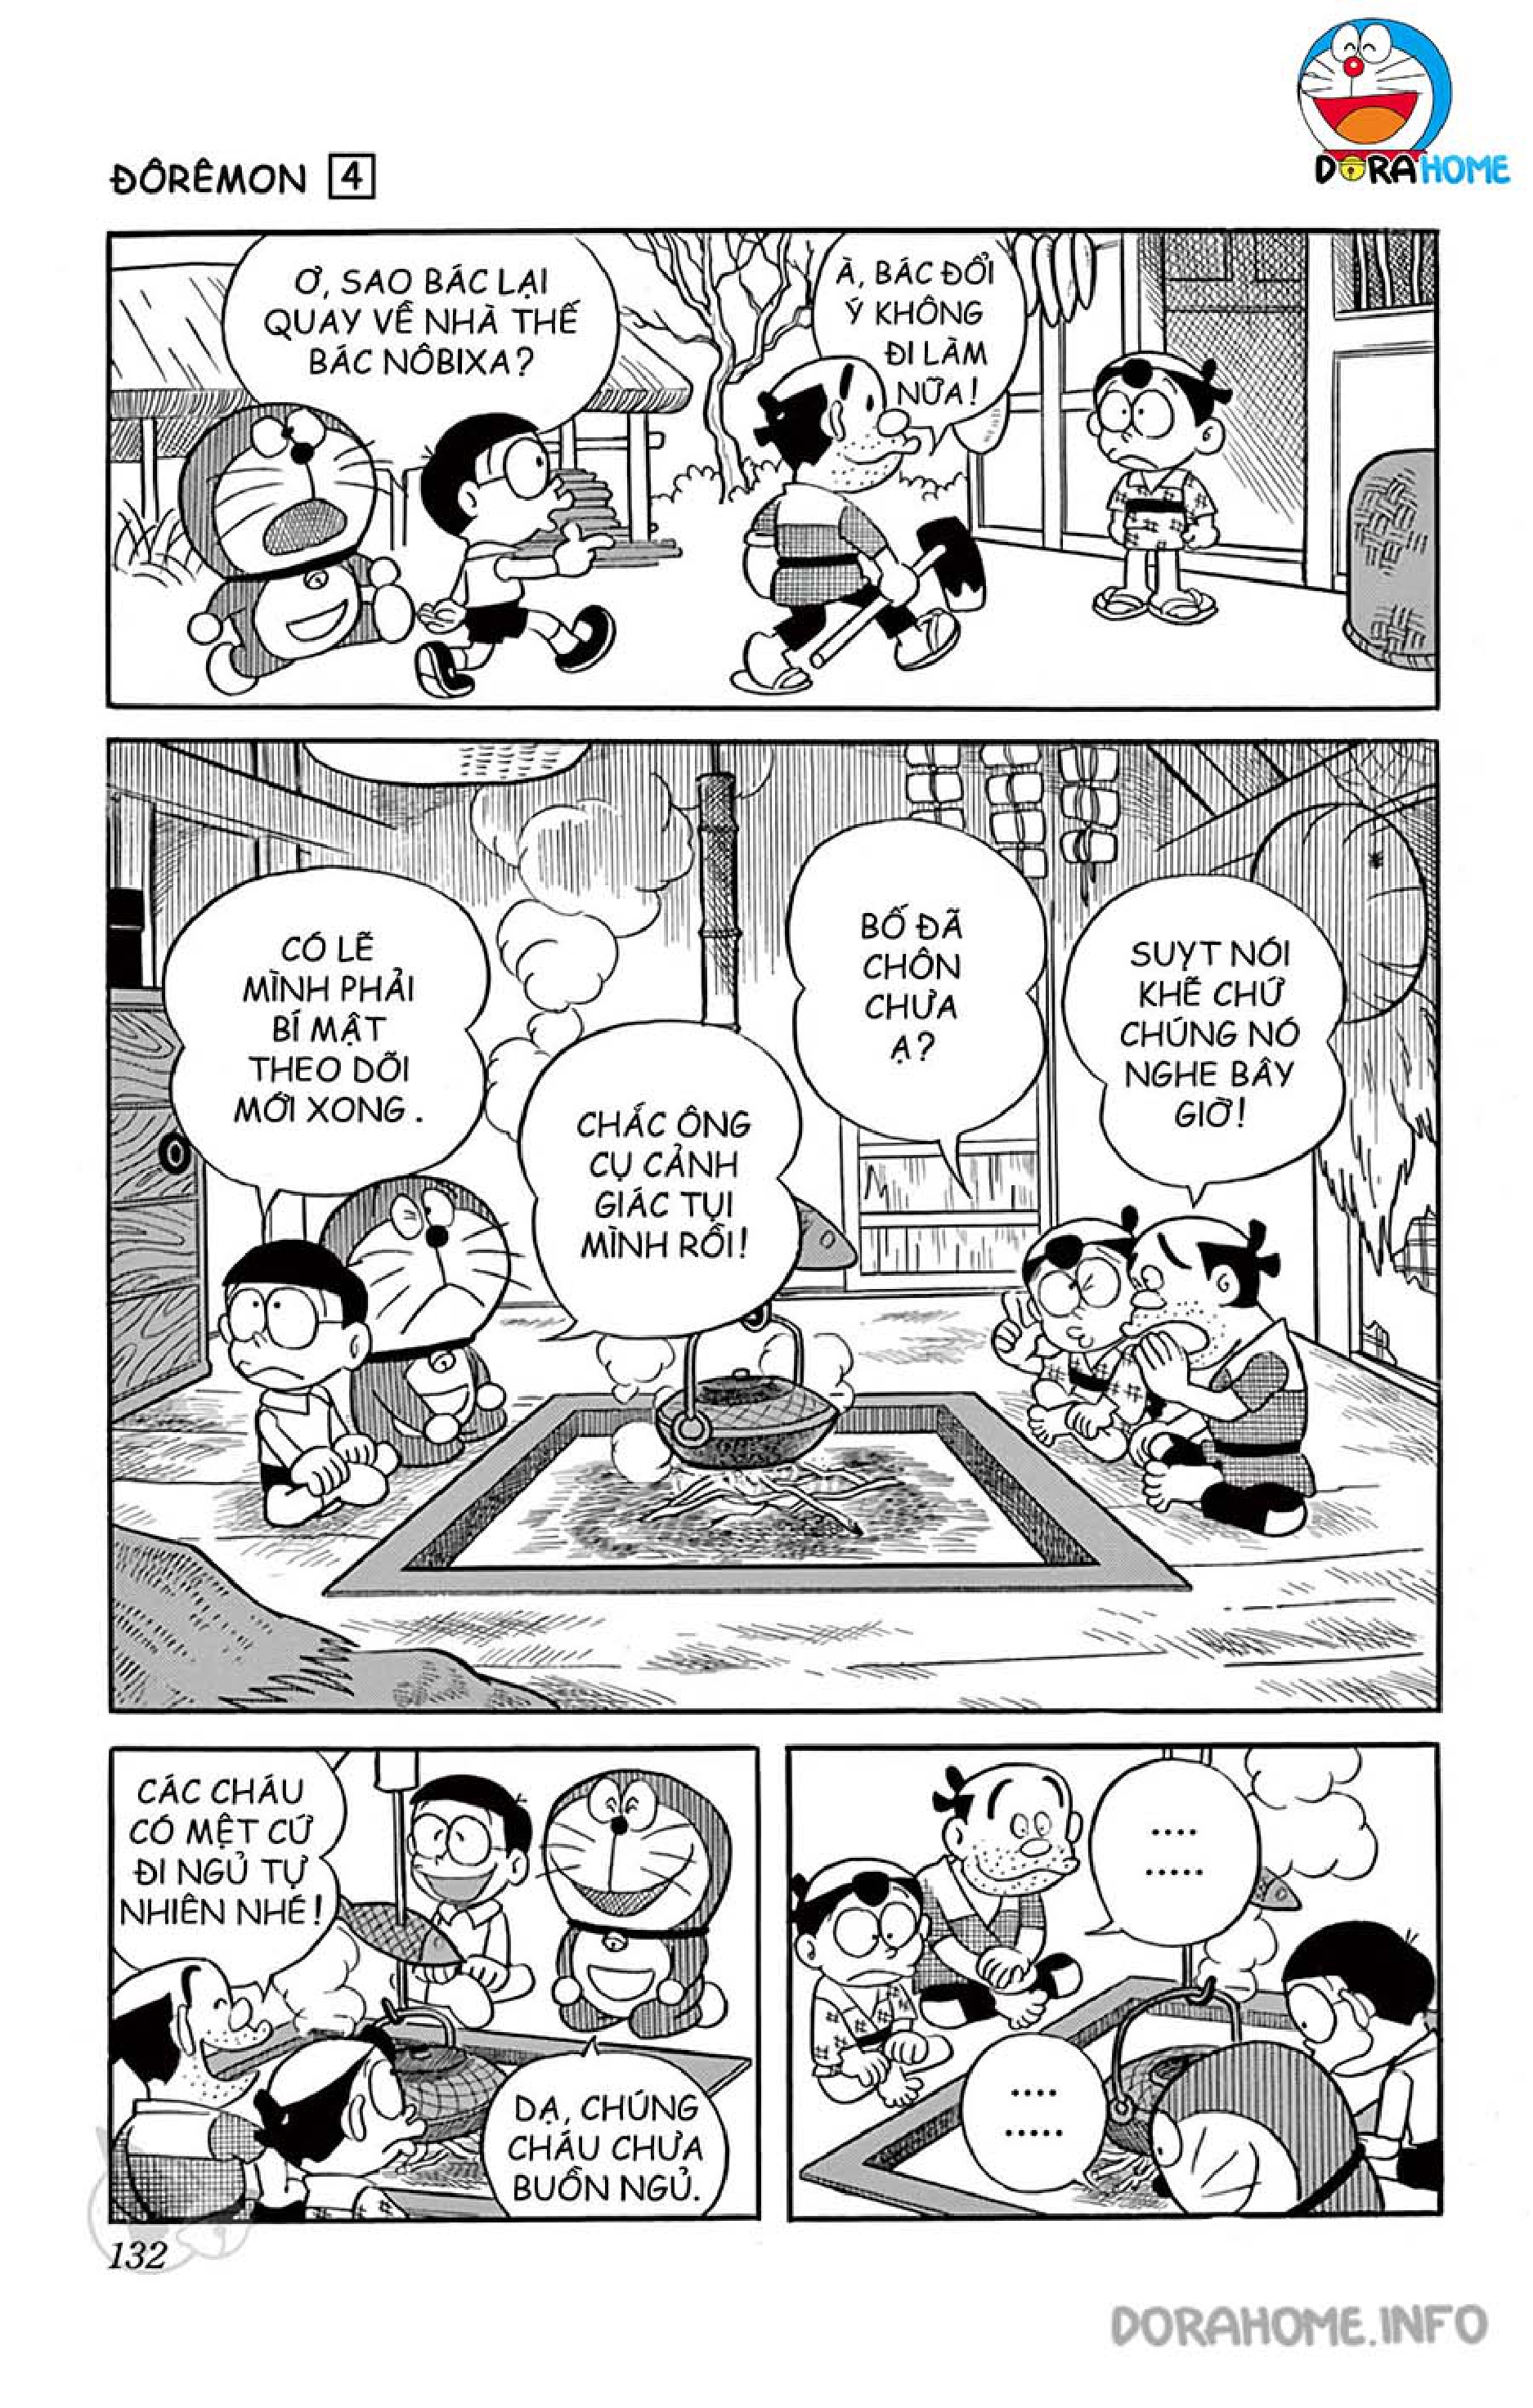 DORAHOME
ĐÔRÊMON 4
Ơ, SAO BÁC LẠI
QUAY VỀ NHÀ THẾ
BÁC NÔBIXA?
À, BÁC ĐỔI
Ý KHÔNG
ĐI LÀM
NỮA!
CÓ LẼ
MÌNH PHẢI
BÍ MẬT
THEO DÕI
MỚI XONG.
CHẮC ÔNG
CỤ CẢNH
GIÁC TỤI
MÌNH RỒI!
BỐ ĐÃ
CHÔN
CHƯA
Ạ?
SUỴT NÓI
KHẼ CHỨ
CHÚNG NÓ
NGHE BÂY
GIỜ!
CÁC CHÁU
CÓ MỆT CỨ
ĐI NGỦ TỰ
NHIÊN NHÉ!
DẠ, CHÚNG
CHÁU CHƯA
BUỒN NGỦ.
....
.....
....
.....
132
DORAHOME.INFO